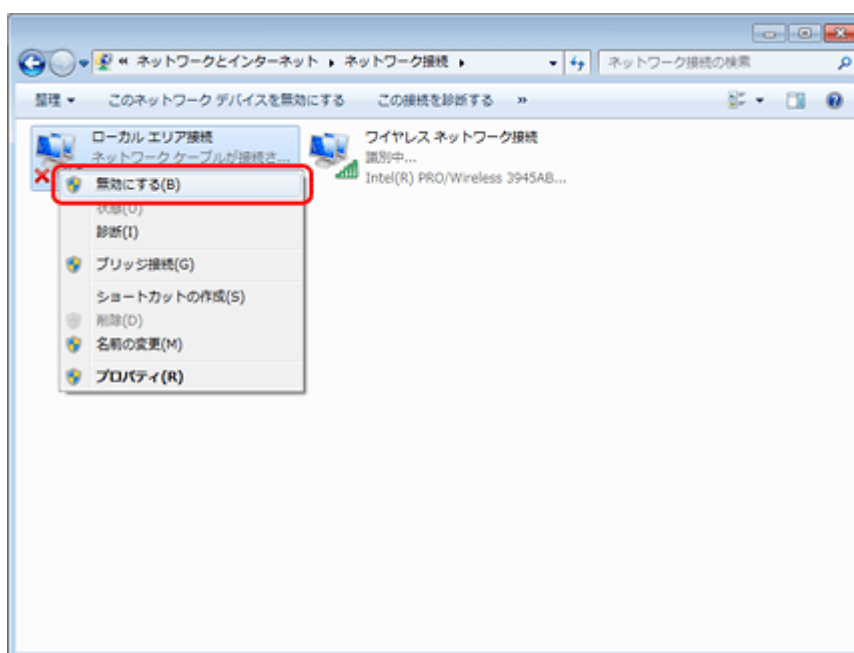 « ネットワークとインターネット ▸ ネットワーク接続 ▸ ネットワーク接続の検索
整理 ▾ このネットワーク デバイスを無効にする この接続を診断する »
ローカル エリア接続
ネットワーク ケーブルが接続さ...
ワイヤレス ネットワーク接続
識別中...
Intel(R) PRO/Wireless 3945AB...
無効にする(B)
状態(U)
診断(I)
ブリッジ接続(G)
ショートカットの作成(S)
削除(D)
名前の変更(M)
プロパティ(R)